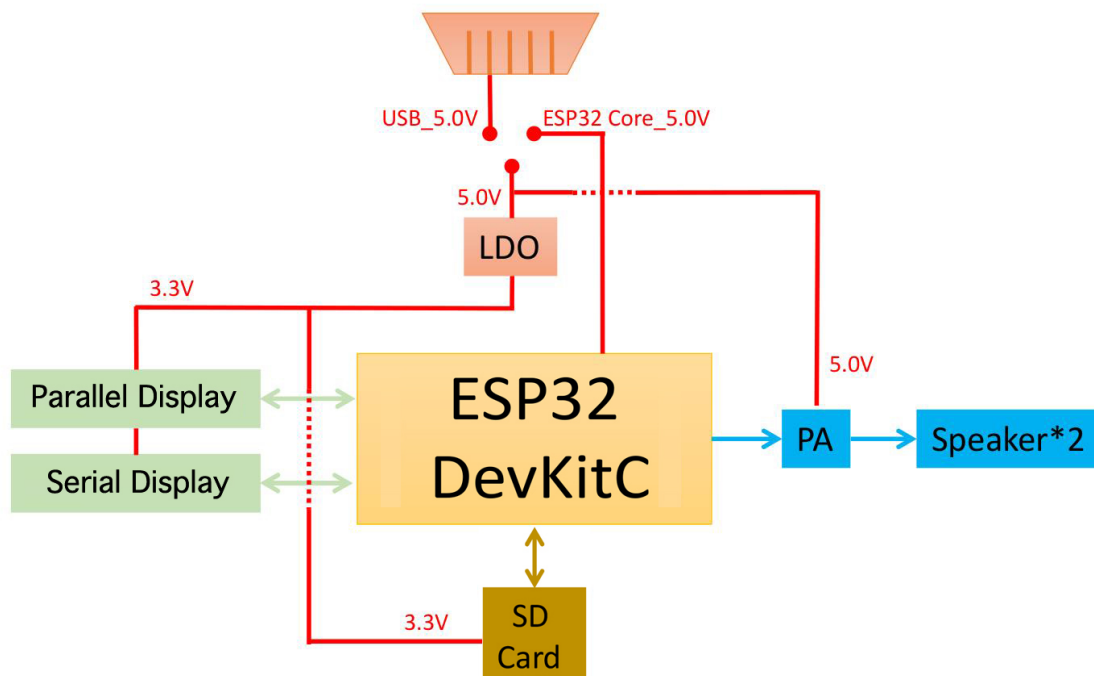 USB_5.0V
ESP32 Core_5.0V
5.0V
LDO
3.3V
5.0V
Parallel Display
ESP32
DevKitC
PA
Speaker*2
Serial Display
3.3V
SD
Card